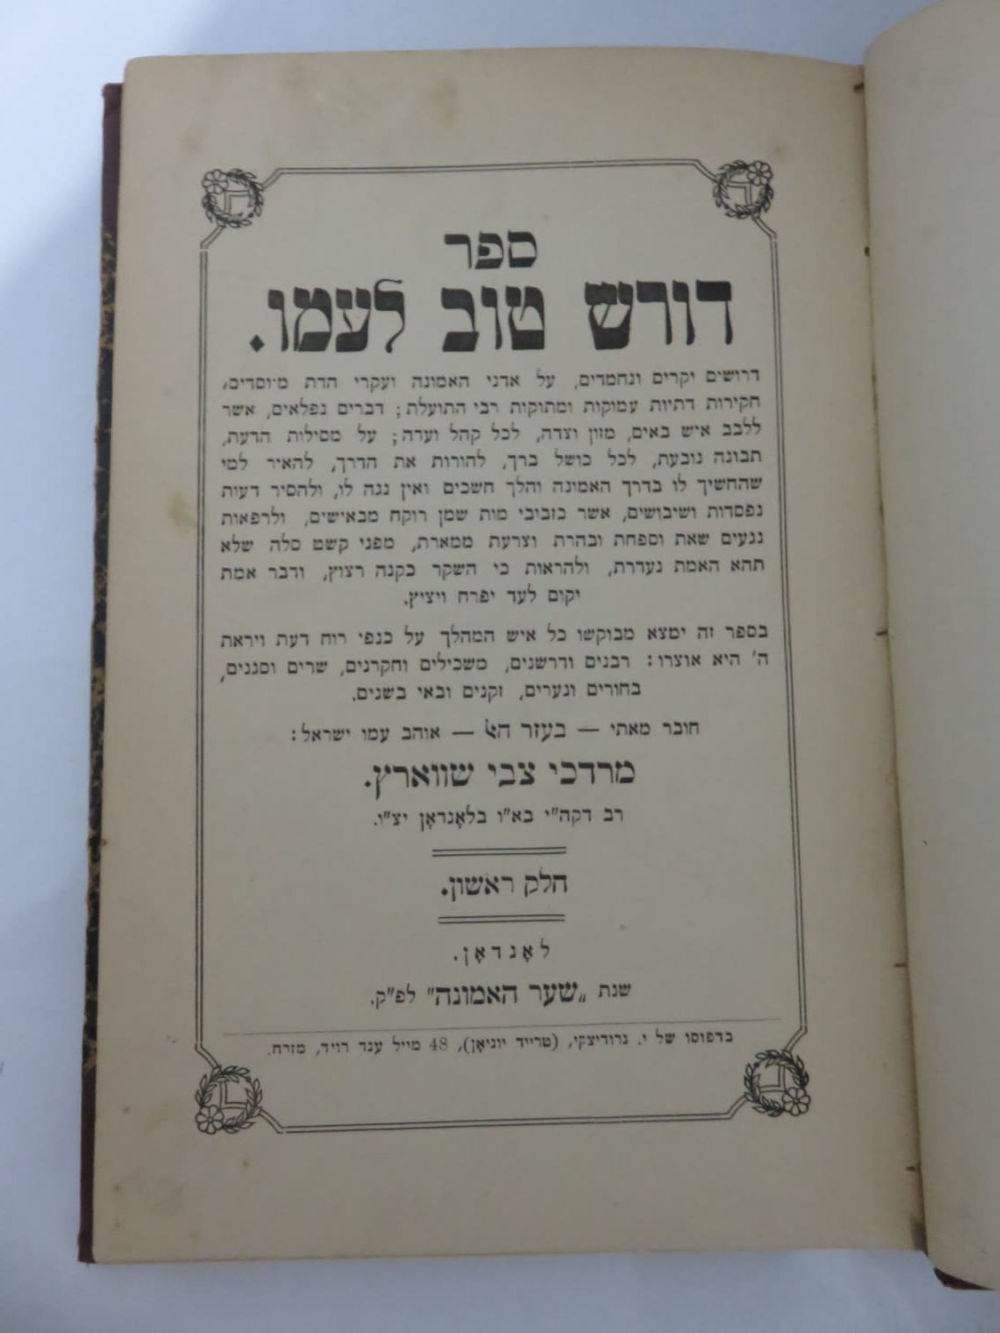 ספר
דורש טוב לעמו.
דרושים יקרים ונחמדים, על אדני האמונה ועקרי הדת מיוסדים,
חקירות דתיות עמוקות ומתוקות רבי התועלת; דברים נפלאים, אשר
ללבב איש באים, מזון וצדה, לכל קהל ועדה; על מסילות הדעת,
תבונה נובעת, לכל כושל ברך, להורות את הדרך, להאיר למי
שהחשיך לו בדרך האמונה והלך חשכים ואין נגה לו, ולהסיר דעות
נפסדות ושיבושים, אשר כזבובי מות שמן רוקח מבאישים, ולרפאות
נגעים שאת וספחת ובהרת וצרעת ממארת, מפני קשט סלה שלא
תהא האמת נעדרת, ולהראות כי השקר כקנה רצוץ, ודבר אמת
יקום לעד יפרח ויציץ.
בספר זה ימצא מבוקשו כל איש המהלך על כנפי רוח דעת ויראת
ה' היא אוצרו: רבנים ודרשנים, משכילים וחקרנים, שרים וסגנים,
בחורים ונערים, זקנים ובאי בשנים.
חובר מאתי — בעזר הא' — אוהב עמו ישראל:
מרדכי צבי שווארץ.
רב דקה"י בא"ו בלאָנדאָן יצ"ו.
חלק ראשון.
לאָנדאָן.
שנת „שער האמונה" לפ"ק.
בדפוסו של י. נרודיצקי, (טרייד יוניאָן), 48 מייל ענד רויד, מזרח.